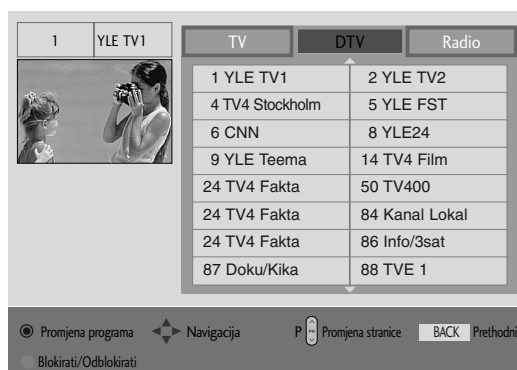 1 YLE TV1
TV DTV Radio
1 YLE TV1 2 YLE TV2
4 TV4 Stockholm 5 YLE FST
6 CNN 8 YLE24
9 YLE Teema 14 TV4 Film
24 TV4 Fakta 50 TV400
24 TV4 Fakta 84 Kanal Lokal
24 TV4 Fakta 86 Info/3sat
87 Doku/Kika 88 TVE 1
Promjena programa Navigacija P PR Promjena stranice BACK Prethodni
Blokirati/Odblokirati